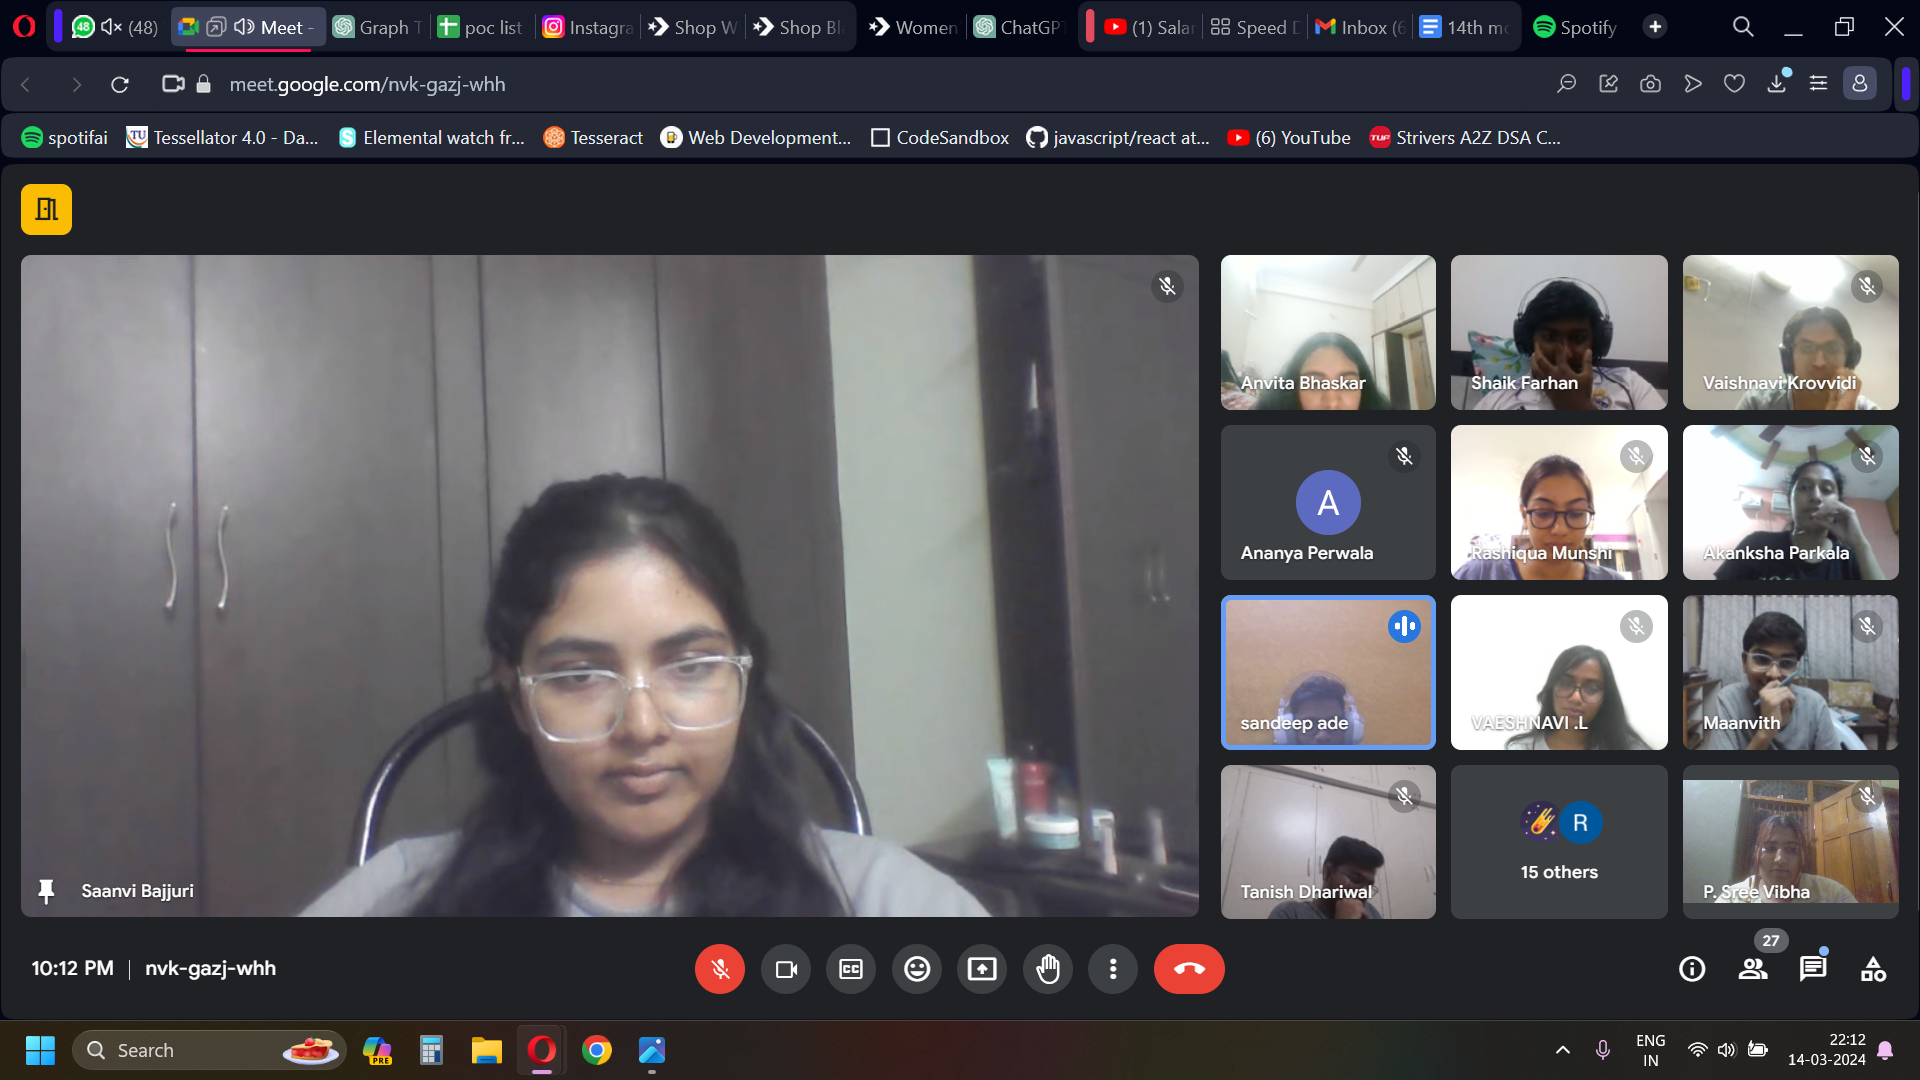 48 (48) Meet - Graph T poc list Instagra Shop W Shop Bl Women ChatGP (1) Salar Speed D Inbox (6 14th mo Spotify
meet.google.com/nvk-gazj-whh
spotifai Tessellator 4.0 - Da... Elemental watch fr... Tesseract Web Development... CodeSandbox javascript/react at... (6) YouTube Strivers A2Z DSA C...
Anvita Bhaskar Shaik Farhan Vaishnavi Krovvidi
A
Ananya Perwala Rashiqua Munshi Akanksha Parkala
sandeep ade VAESHNAVI .L Maanvith
R
15 others
Saanvi Bajjuri Tanish Dhariwal P. Sree Vibha
27
10:12 PM | nvk-gazj-whh
Search PRE ENG 22:12
IN 14-03-2024